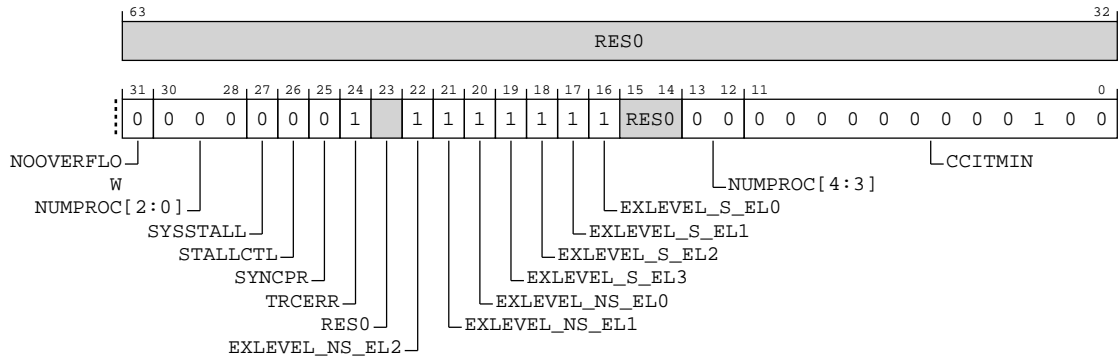 63 32
RES0
31 30 28 27 26 25 24 23 22 21 20 19 18 17 16 15 14 13 12 11 0
0 0 0 0 0 0 0 1 1 1 1 1 1 1 1 RES0 0 0 0 0 0 0 0 0 0 0 0 1 0 0
NOOVERFLO CCITMIN
W NUMPROC[4:3]
NUMPROC[2:0] EXLEVEL_S_EL0
SYSSTALL EXLEVEL_S_EL1
STALLCTL EXLEVEL_S_EL2
SYNCPR EXLEVEL_S_EL3
TRCERR EXLEVEL_NS_EL0
RES0 EXLEVEL_NS_EL1
EXLEVEL_NS_EL2